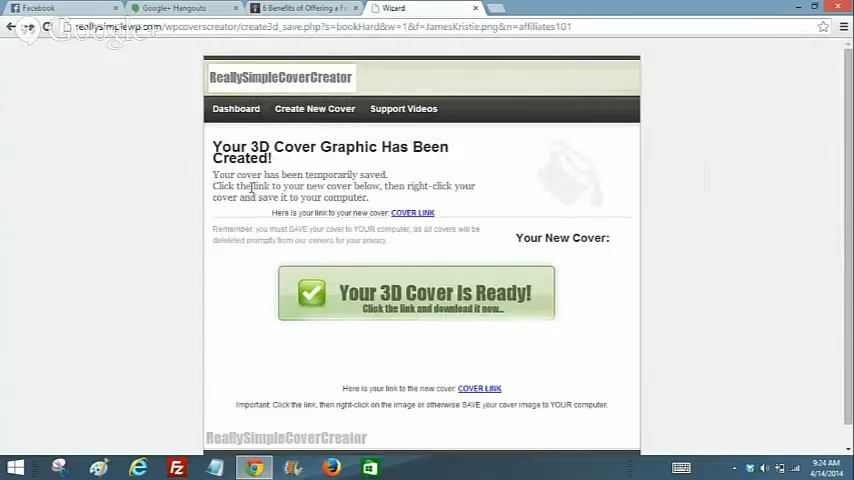 Facebook
Google+ Hangouts
6 Benefits of Offering a Fr
Wizard
reallysimplewp.com/wpcoverscreator/create3d_save.php?s=bookHard&w=1&f=JamesKristie.png&n=affiliates101
Google+
ReallySimpleCoverCreator
Dashboard Create New Cover Support Videos
Your 3D Cover Graphic Has Been
Created!
Your cover has been temporarily saved.
Click the link to your new cover below, then right-click your
cover and save it to your computer.
Here is your link to your new cover: COVER LINK
Remember, you must SAVE your cover to YOUR computer, as all covers will be
deleleted promptly from our servers for your privacy.
Your New Cover:
Your 3D Cover Is Ready!
Click the link and download it now...
Here is your link to the new cover: COVER LINK
Important: Click the link, then right-click on the image or otherwise SAVE your cover image to YOUR computer.
ReallySimpleCoverCreator
9:24 AM
4/14/2014